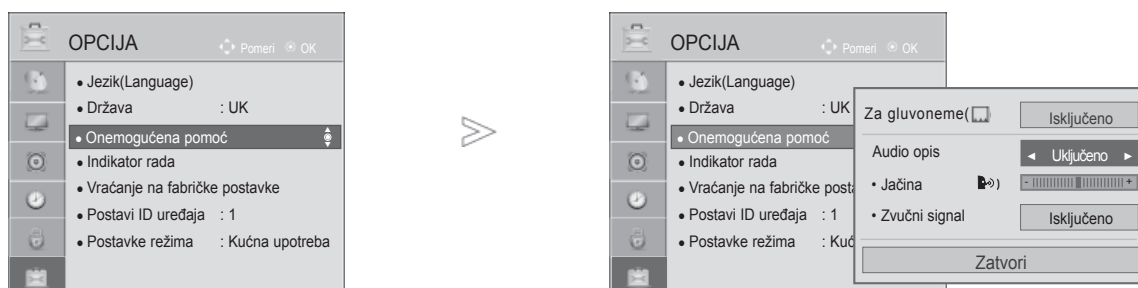 OPCIJA Pomeri OK
• Jezik(Language)
• Država : UK
• Onemogućena pomoć
• Indikator rada
• Vraćanje na fabričke postavke
• Postavi ID uređaja : 1
• Postavke režima : Kućna upotreba
OPCIJA Pomeri OK
• Jezik(Language)
• Država : UK
• Onemogućena pomoć
• Indikator rada
• Vraćanje na fabričke posta
• Postavi ID uređaja : 1
• Postavke režima : Kuć
Za gluvoneme( Isključeno
Audio opis ◄ Uključeno ►
• Jačina - +
• Zvučni signal Isključeno
Zatvori